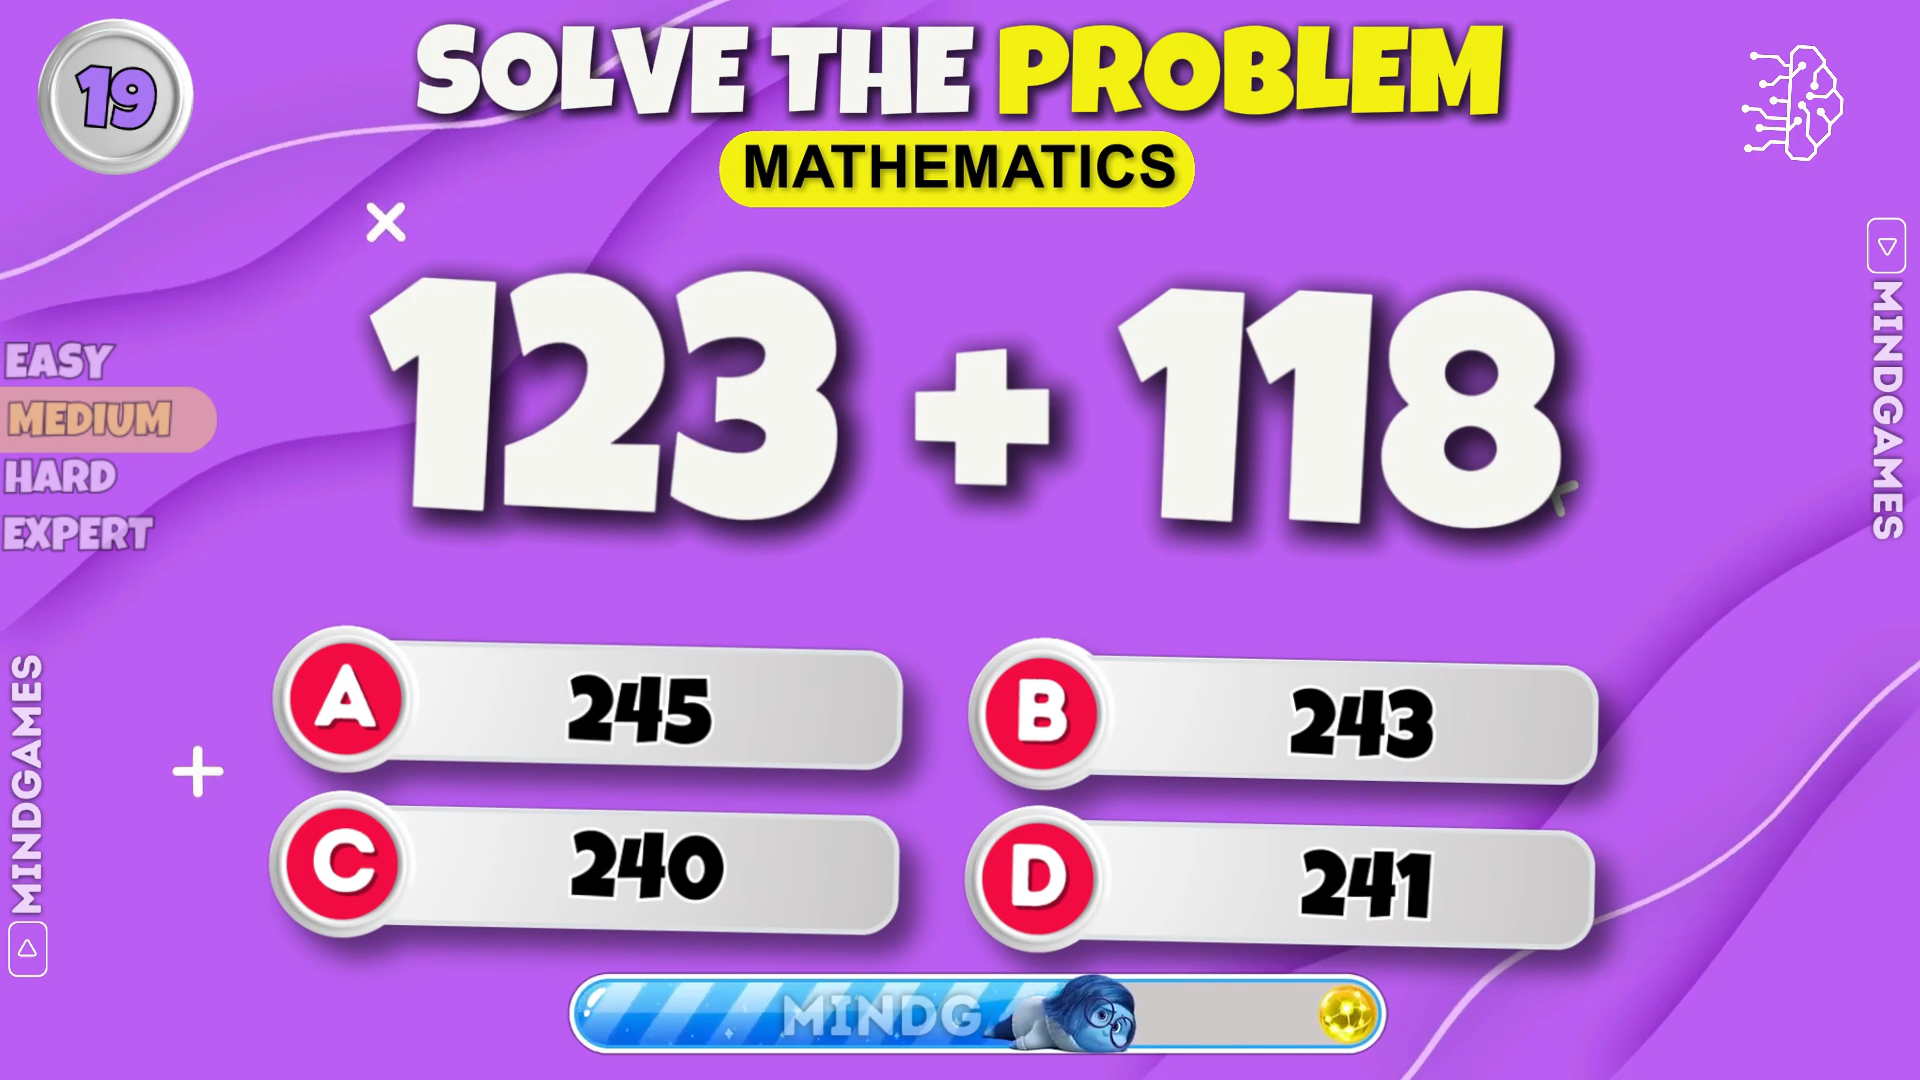 19
SOLVE THE PROBLEM
MATHEMATICS
123 + 118
EASY
MEDIUM
HARD
EXPERT
MINDGAMES
MINDGAMES
A 245
B 243
C 240
D 241
MINDG